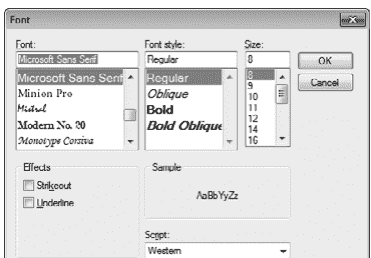 Font
Font: Font style: Size:
Microsoft Sans Serif Regular 8 OK
Microsoft Sans Serif Regular 8 Cancel
Minion Pro Oblique 9
Mistral Bold 10
Modern No. 20 Bold Oblique 11
Monotype Corsiva 12
14
16
Effects Sample
Strikeout AaBbYyZz
Underline
Script:
Western